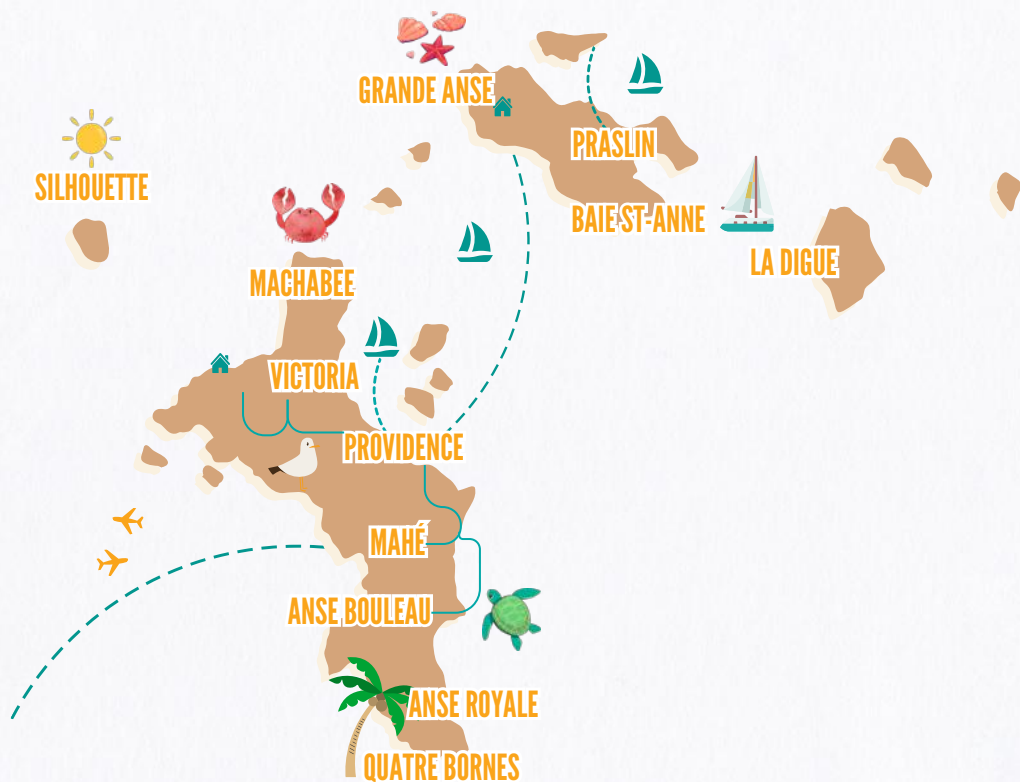 GRANDE ANSE
PRASLIN
SILHOUETTE
BAIE ST-ANNE
LA DIGUE
MACHABEE
VICTORIA
PROVIDENCE
MAHÉ
ANSE BOULEAU
ANSE ROYALE
QUATRE BORNES